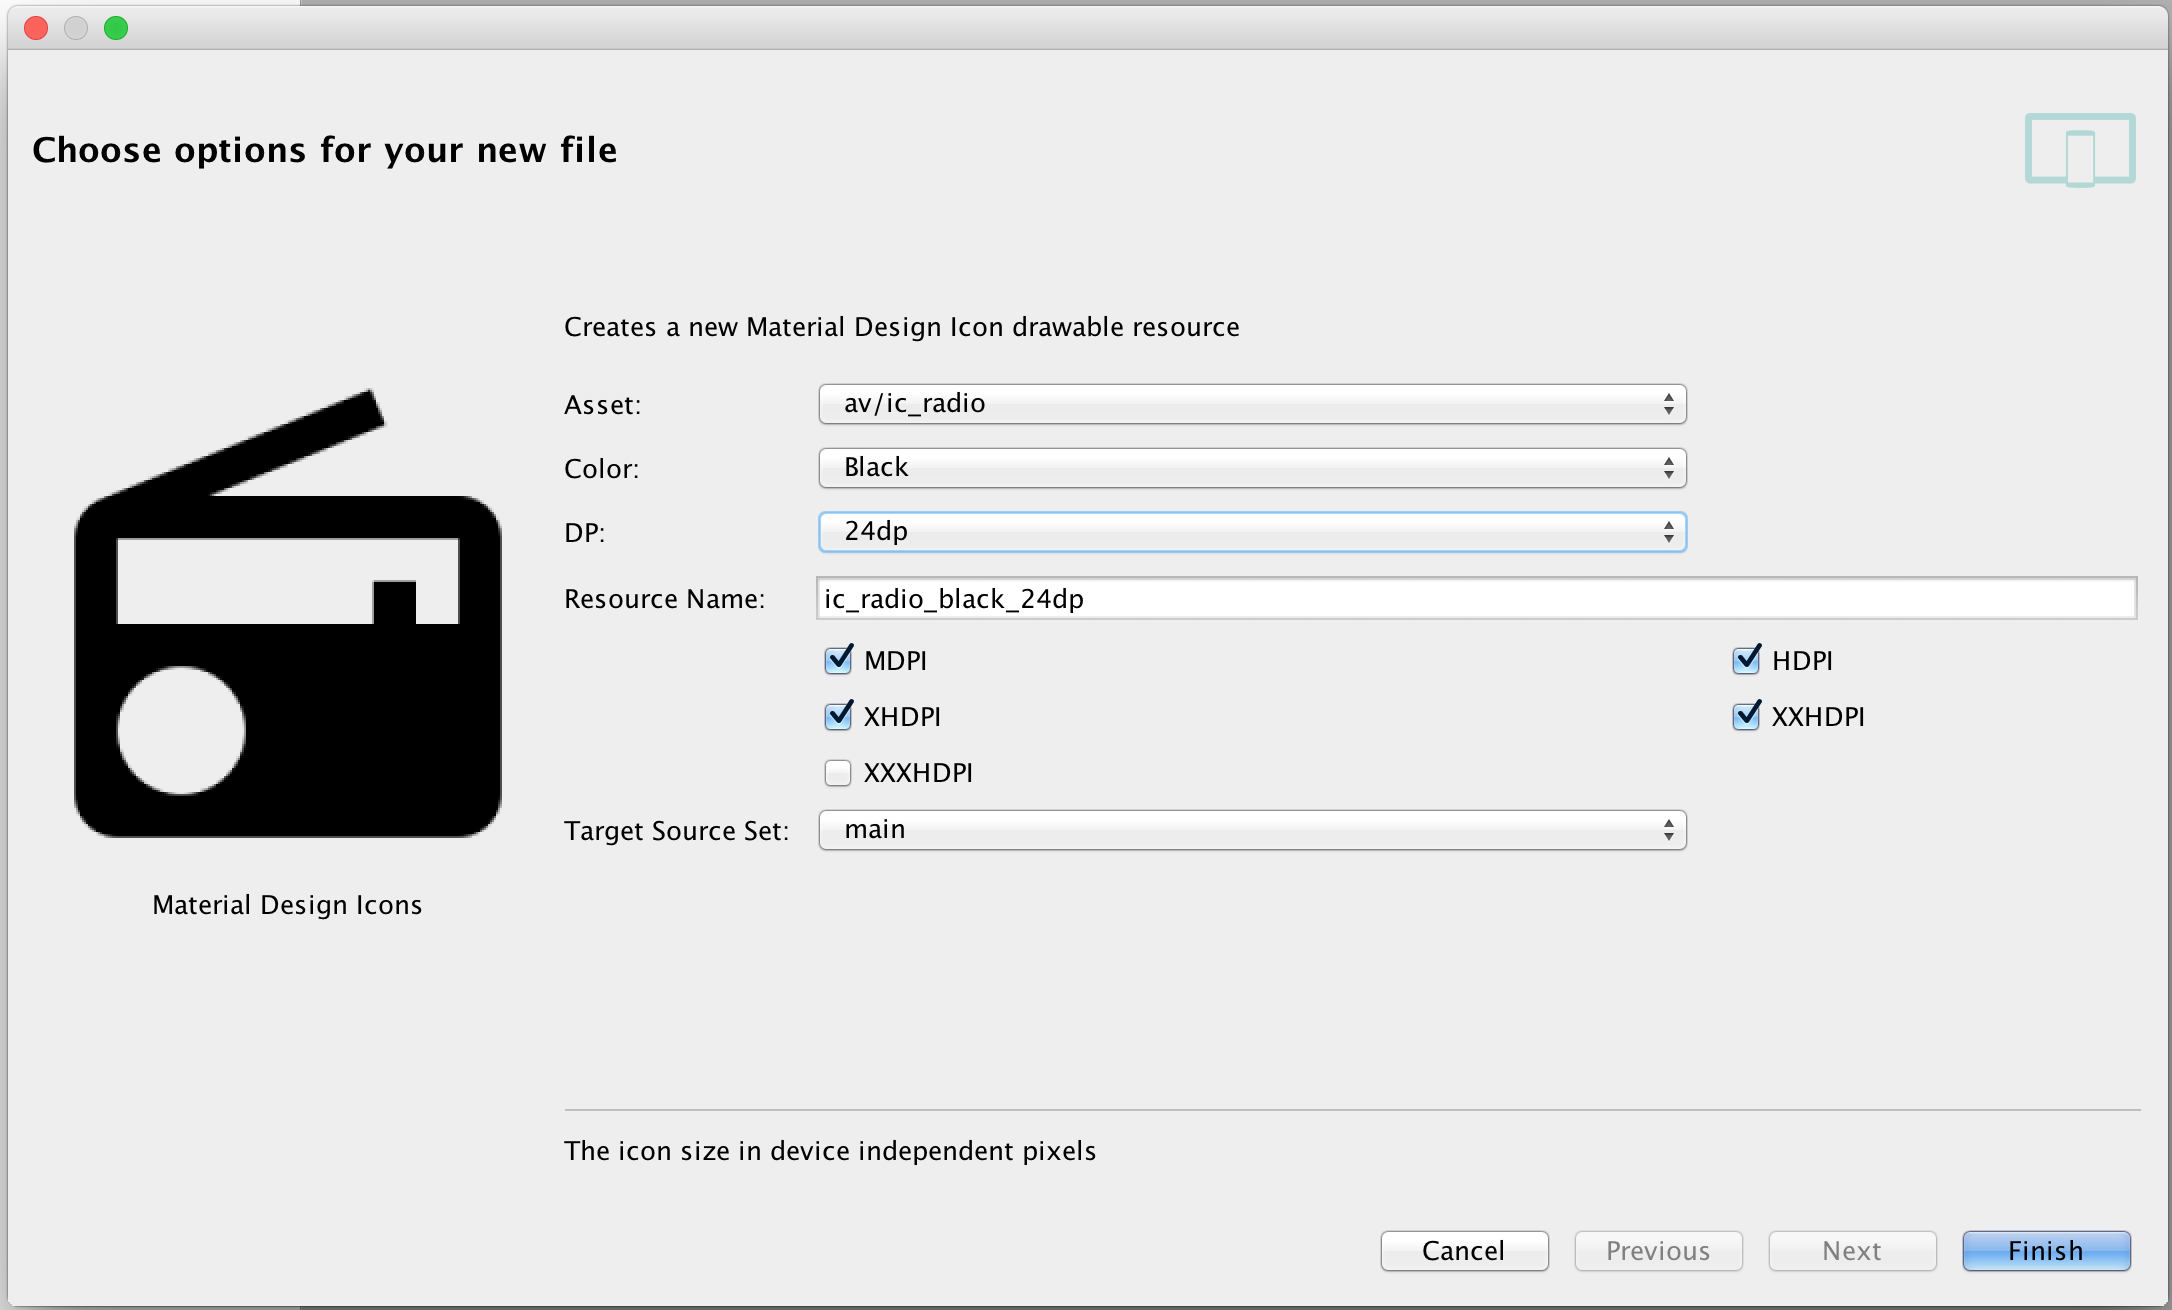 Choose options for your new file
Creates a new Material Design Icon drawable resource
Asset: av/ic_radio
Color: Black
DP: 24dp
Resource Name: ic_radio_black_24dp
MDPI HDPI
XHDPI XXHDPI
XXXHDPI
Target Source Set: main
Material Design Icons
The icon size in device independent pixels
Cancel Previous Next Finish